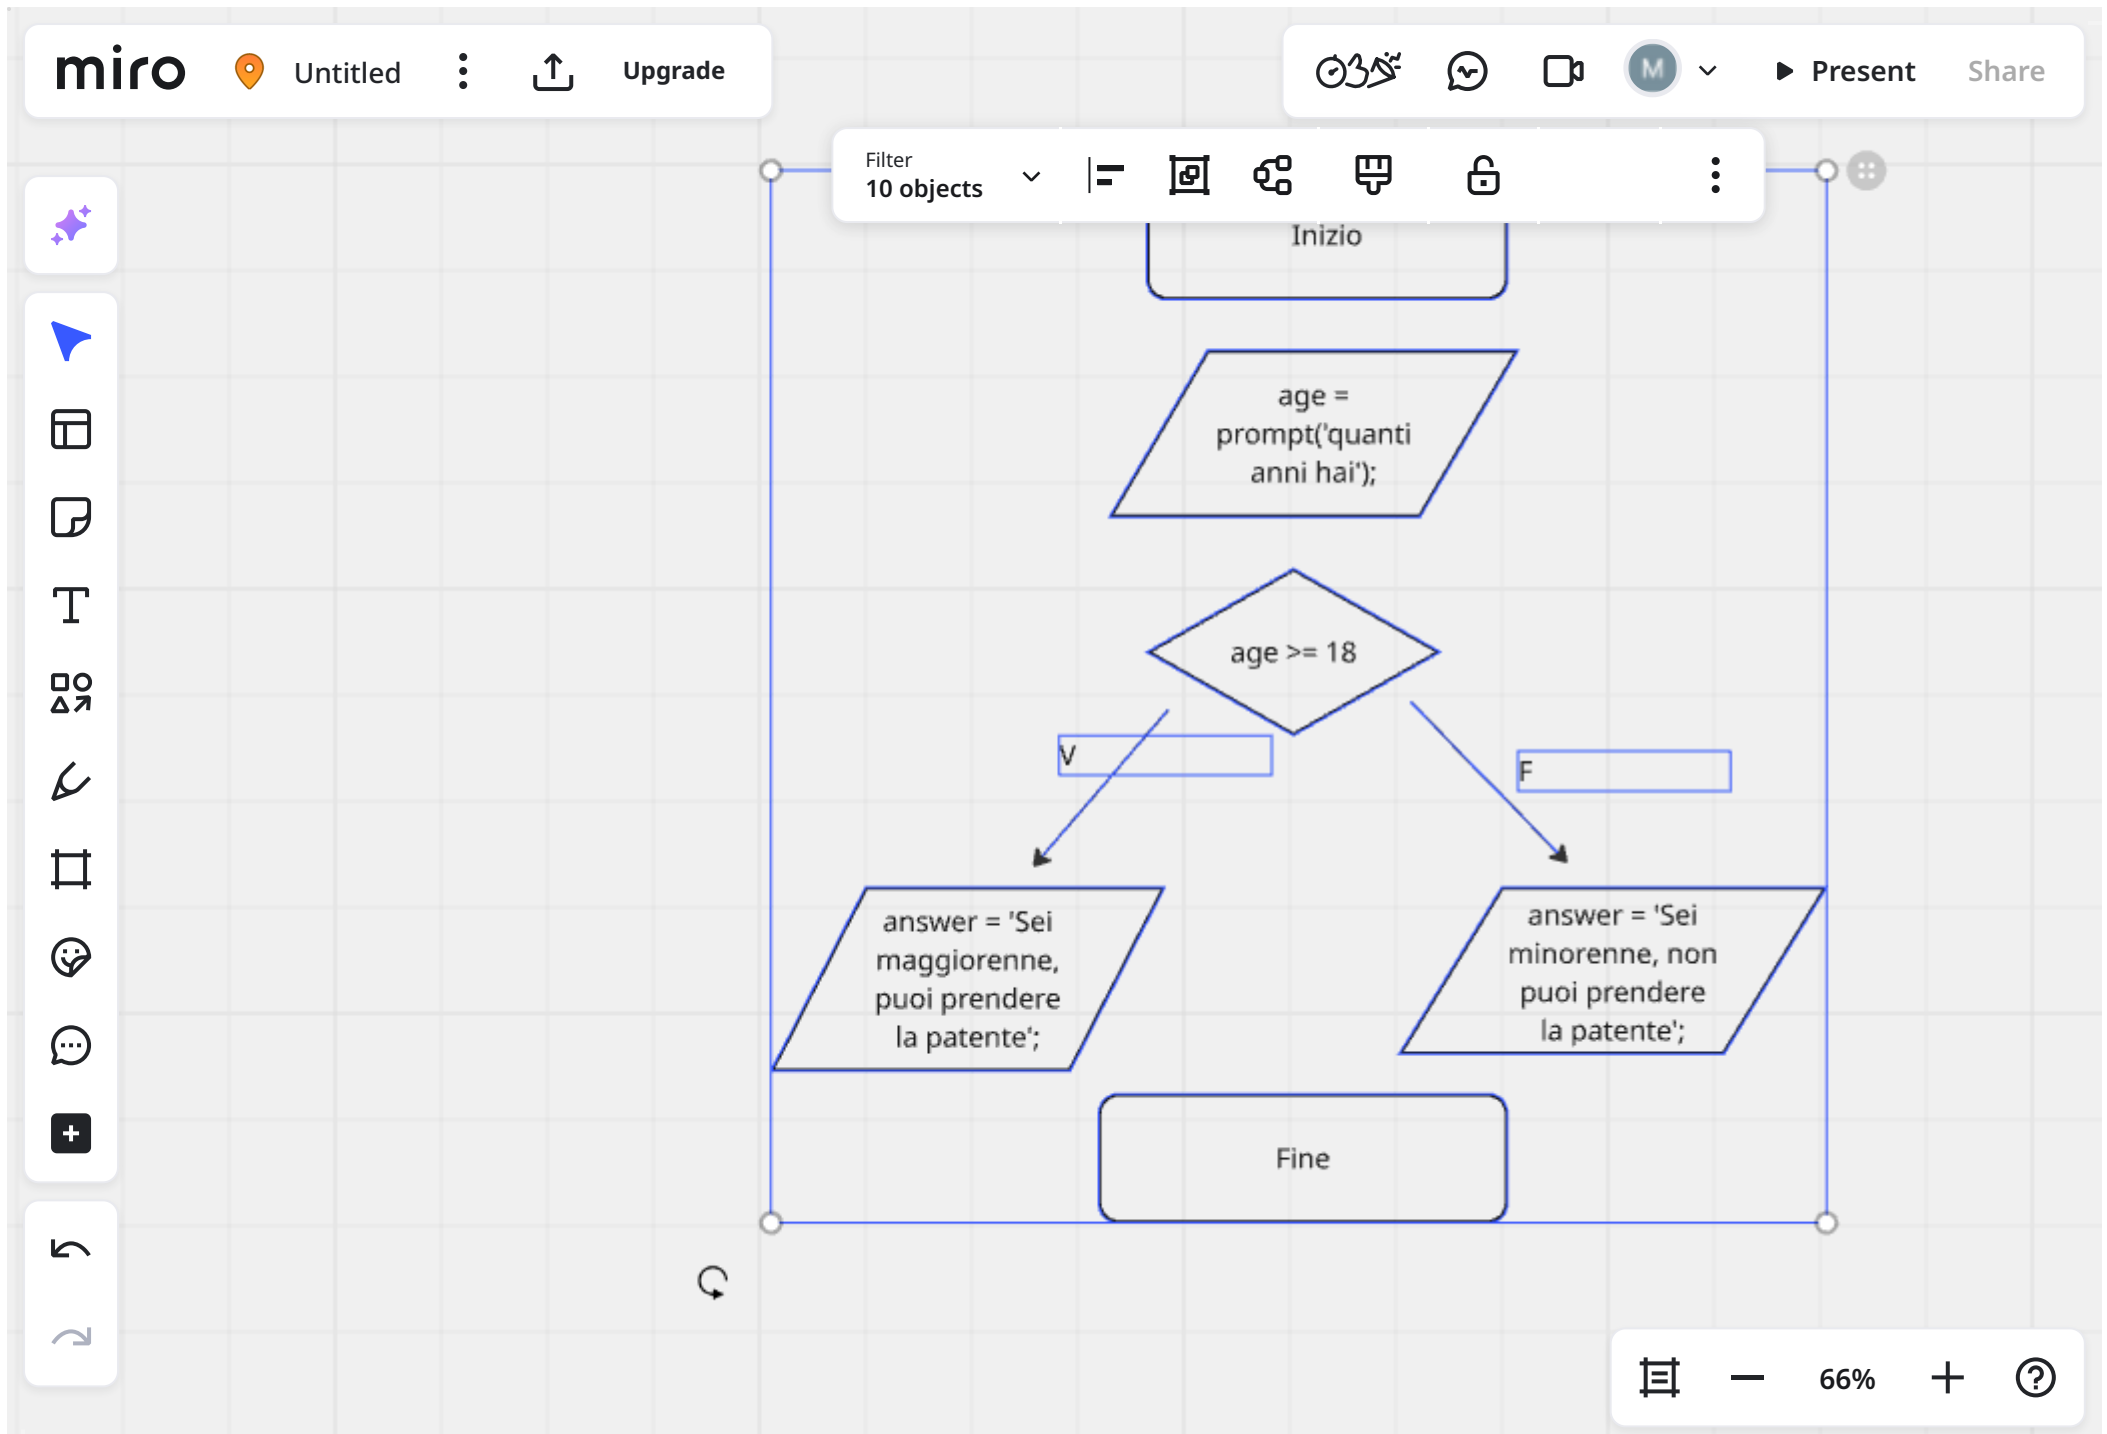 miro
Untitled
Upgrade
M
Present
Share
Filter
10 objects
Inizio
age =
prompt('quanti
anni hai');
age >= 18
V
F
answer = 'Sei
maggiorenne,
puoi prendere
la patente';
answer = 'Sei
minorenne, non
puoi prendere
la patente';
Fine
66%